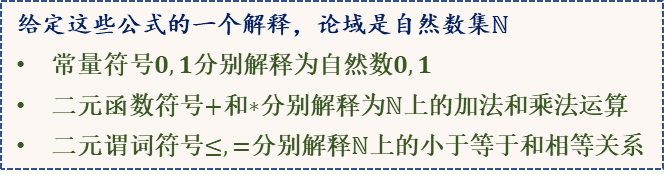 给定这些公式的一个解释，论域是自然数集ℕ
• 常量符号0, 1分别解释为自然数0, 1
• 二元函数符号+和*分别解释为ℕ上的加法和乘法运算
• 二元谓词符号≤, =分别解释ℕ上的小于等于和相等关系